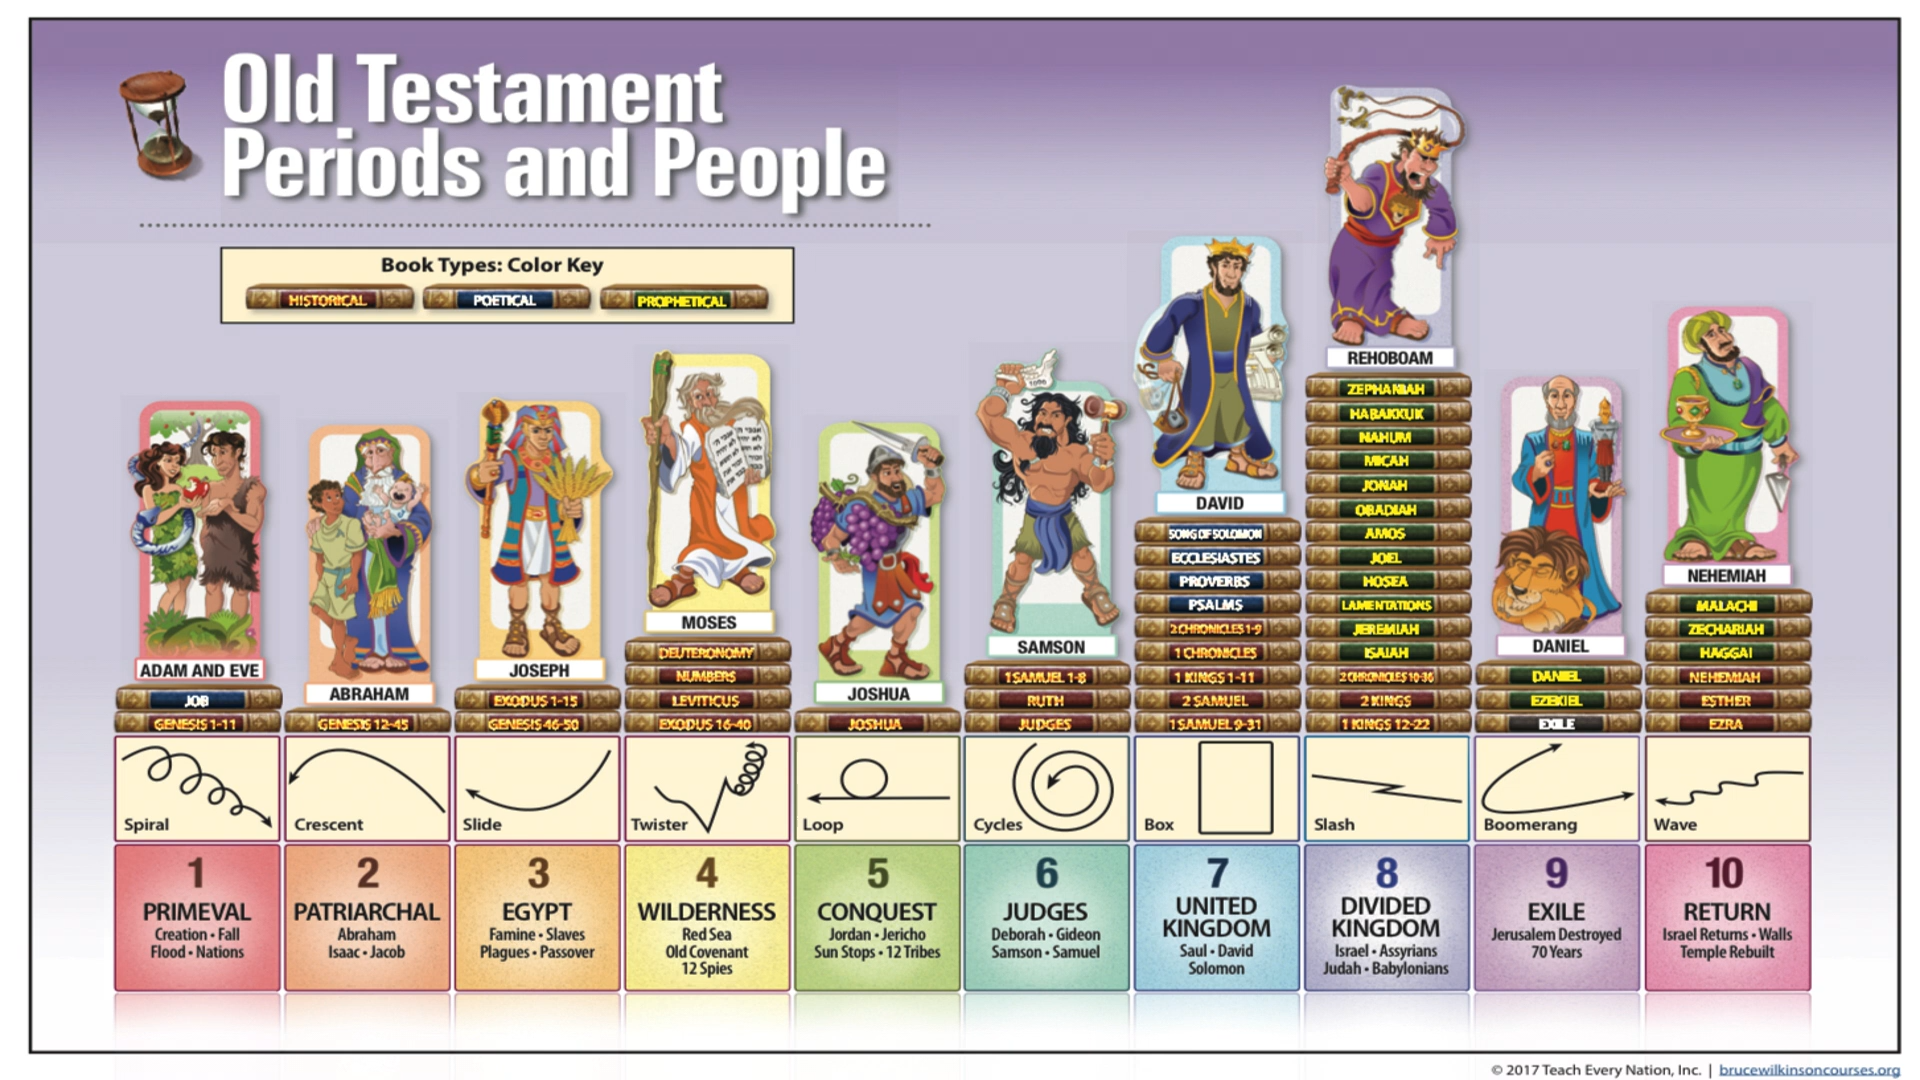 Old Testament
Periods and People
Book Types: Color Key
HISTORICAL
POETICAL
PROPHETICAL
ADAM AND EVE
JOB
GENESIS 1-11
ABRAHAM
GENESIS 12-45
JOSEPH
EXODUS 1-15
GENESIS 46-50
MOSES
DEUTERONOMY
NUMBERS
LEVITICUS
EXODUS 16-40
JOSHUA
JOSHUA
SAMSON
1 SAMUEL 1-8
RUTH
JUDGES
DAVID
SONG OF SOLOMON
ECCLESIASTES
PROVERBS
PSALMS
2 CHRONICLES 1-9
1 CHRONICLES
1 KINGS 1-11
2 SAMUEL
1 SAMUEL 9-31
REHOBOAM
ZEPHANIAH
HABAKKUK
NAHUM
MICAH
JONAH
OBADIAH
AMOS
JOEL
HOSEA
LAMENTATIONS
JEREMIAH
ISAIAH
2 CHRONICLES 10-36
2 KINGS
1 KINGS 12-22
DANIEL
DANIEL
EZEKIEL
EXILE
NEHEMIAH
MALACHI
ZECHARIAH
HAGGAI
NEHEMIAH
ESTHER
EZRA
Spiral
Crescent
Slide
Twister
Loop
Cycles
Box
Slash
Boomerang
Wave
1
PRIMEVAL
Creation • Fall
Flood • Nations
2
PATRIARCHAL
Abraham
Isaac • Jacob
3
EGYPT
Famine • Slaves
Plagues • Passover
4
WILDERNESS
Red Sea
Old Covenant
12 Spies
5
CONQUEST
Jordan • Jericho
Sun Stops • 12 Tribes
6
JUDGES
Deborah • Gideon
Samson • Samuel
7
UNITED
KINGDOM
Saul • David
Solomon
8
DIVIDED
KINGDOM
Israel • Assyrians
Judah • Babylonians
9
EXILE
Jerusalem Destroyed
70 Years
10
RETURN
Israel Returns • Walls
Temple Rebuilt
© 2017 Teach Every Nation, Inc. | brucewilkinsoncourses.org